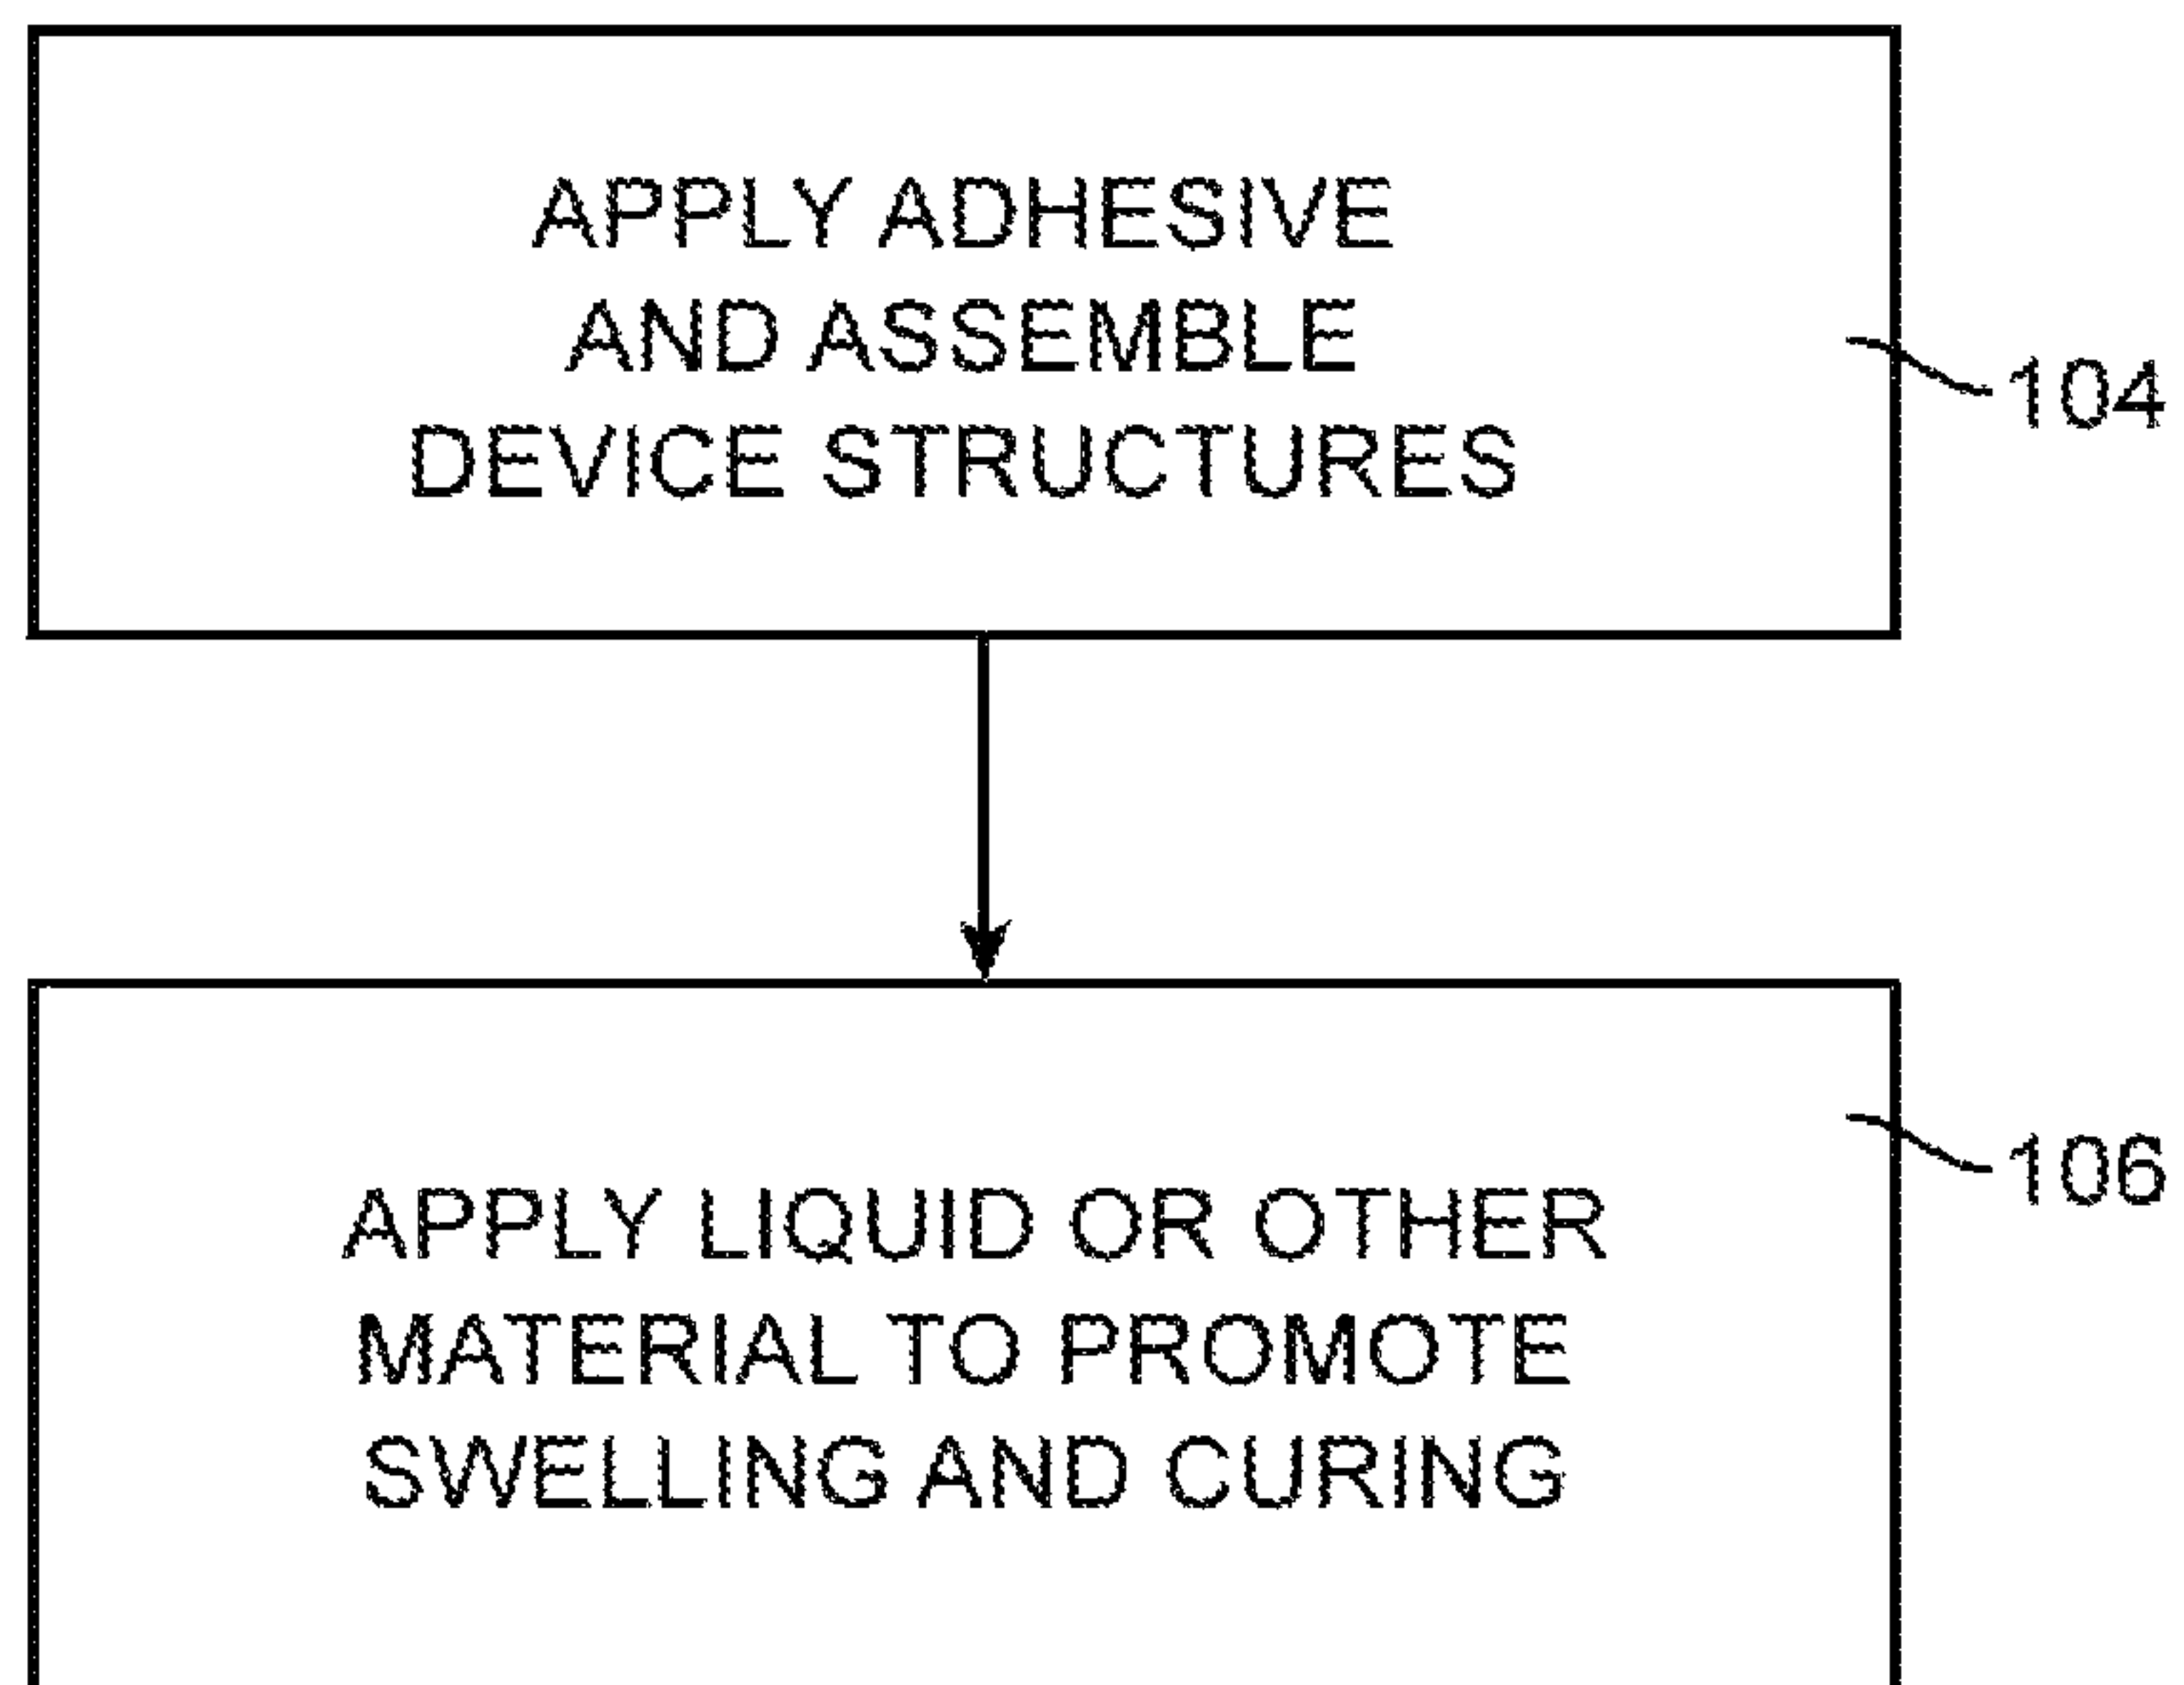 APPLY ADHESIVE
AND ASSEMBLE
DEVICE STRUCTURES
104
APPLY LIQUID OR OTHER
MATERIAL TO PROMOTE
SWELLING AND CURING
106